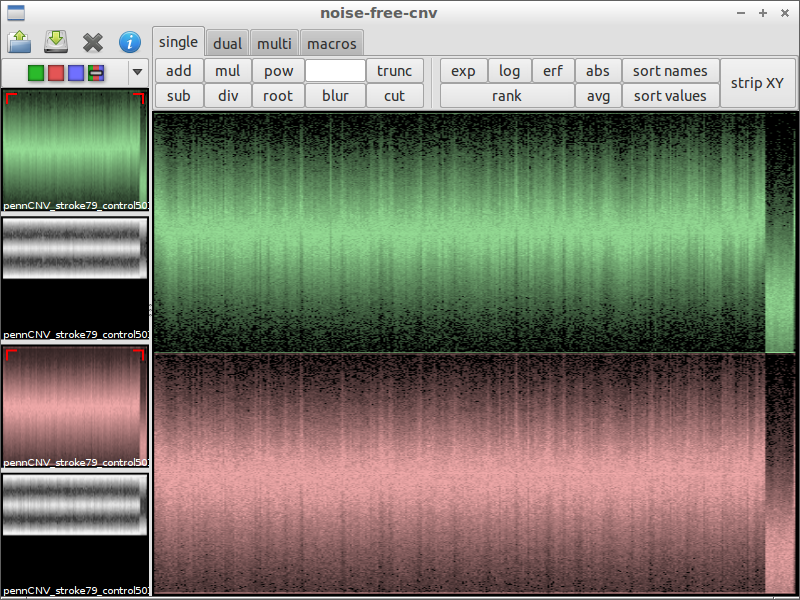 noise-free-cnv
single dual multi macros
add mul pow trunc exp log erf abs sort names strip XY
sub div root blur cut rank avg sort values
pennCNV_stroke79_control50
pennCNV_stroke79_control50
pennCNV_stroke79_control50
pennCNV_stroke79_control50